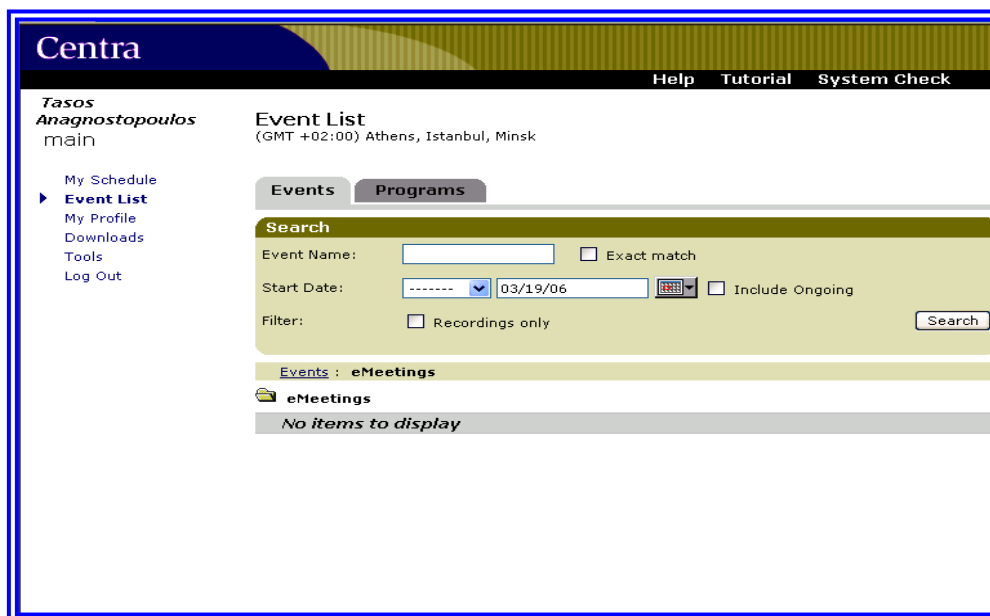 Centra
Help Tutorial System Check
Tasos
Anagnostopoulos
main
My Schedule
Event List
My Profile
Downloads
Tools
Log Out
Event List
(GMT +02:00) Athens, Istanbul, Minsk
Events Programs
Search
Event Name: Exact match
Start Date: ------- 03/19/06 Include Ongoing
Filter: Recordings only Search
Events : eMeetings
eMeetings
No items to display